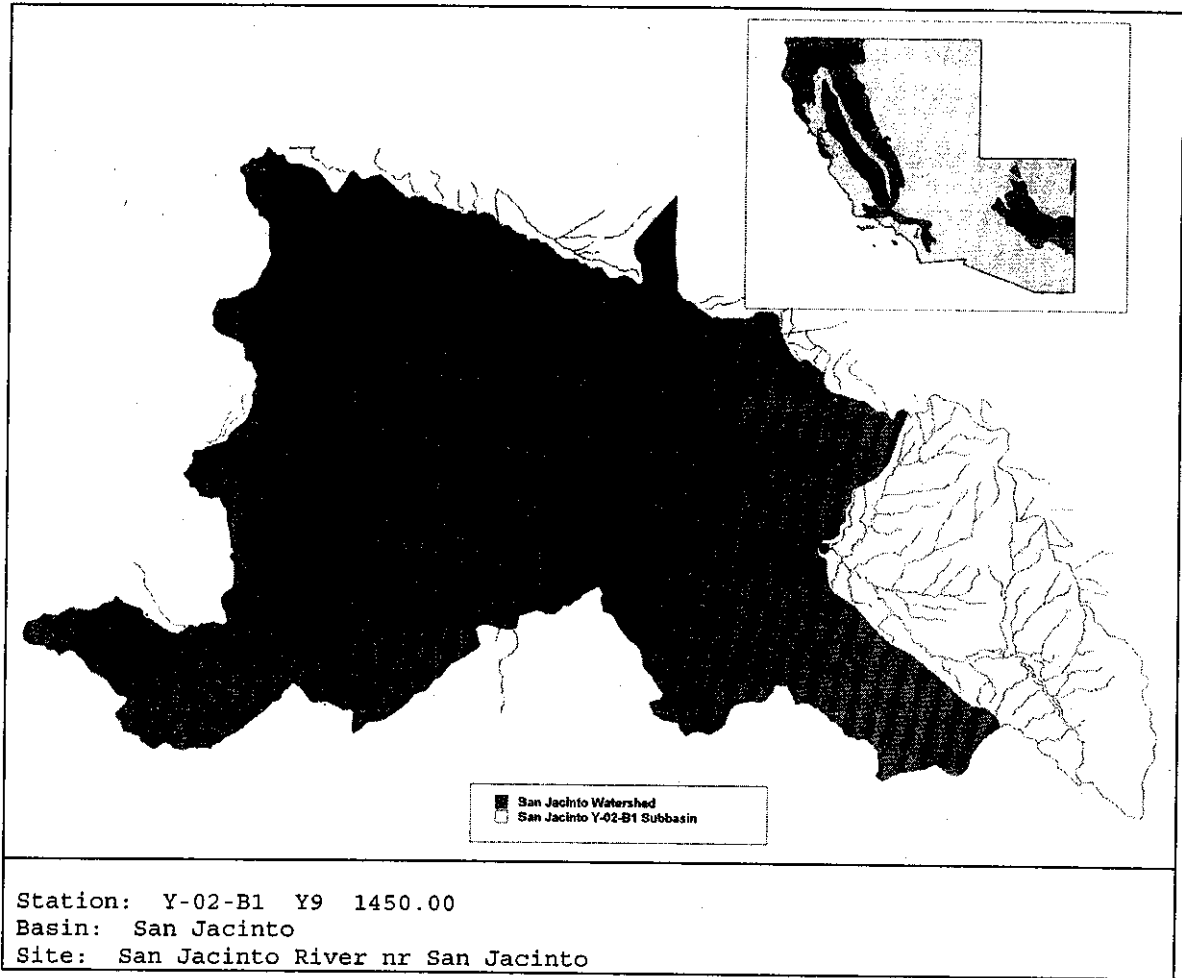 San Jacinto Watershed
San Jacinto Y-02-B1 Subbasin
Station: Y-02-B1 Y9 1450.00
Basin: San Jacinto
Site: San Jacinto River nr San Jacinto